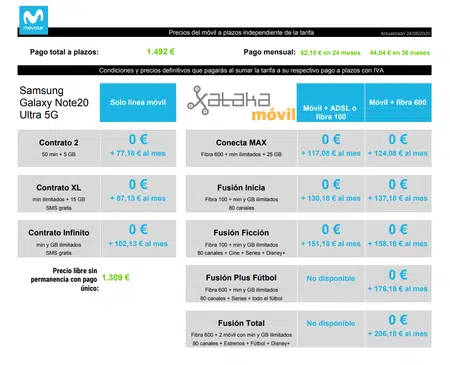 movistar
Precios del móvil a plazos independiente de la tarifa
Actualizado 24/08/2020
Pago total a plazos: 1.492 €
Pago mensual: 62,18 € en 24 meses 44,04 € en 36 meses
Condiciones y precios definitivos que pagarás al sumar la tarifa a su respectivo pago a plazos con IVA
Samsung
Galaxy Note20
Ultra 5G
Solo línea móvil
Contrato 2
50 min + 5 GB
0 €
+ 77,18 € al mes
Contrato XL
min ilimitados + 15 GB
SMS gratis
0 €
+ 87,13 € al mes
Contrato Infinito
min y GB ilimitados
SMS gratis
0 €
+ 102,13 € al mes
Precio libre sin
permanencia con pago
único:
1.309 €
Xataka
móvil
Móvil + ADSL o
fibra 100
Móvil + fibra 600
Conecta MAX
Fibra 600 + min ilimitados + 25 GB
0 €
+ 117,08 € al mes
0 €
+ 124,08 € al mes
Fusión Inicia
Fibra 100 + min y GB ilimitados
80 canales
0 €
+ 130,18 € al mes
0 €
+ 137,18 € al mes
Fusión Ficción
Fibra 100 + min y GB ilimitados
80 canales + Cine + Series + Disney+
0 €
+ 151,18 € al mes
0 €
+ 158,18 € al mes
Fusión Plus Fútbol
Fibra 600 + min y GB ilimitados
80 canales + Series + todo el fútbol
No disponible
0 €
+ 176,18 € al mes
Fusión Total
Fibra 600 + 2 móvil con min y GB ilimitados
80 canales + Estrenos + Fútbol + Disney+
No disponible
0 €
+ 206,18 € al mes